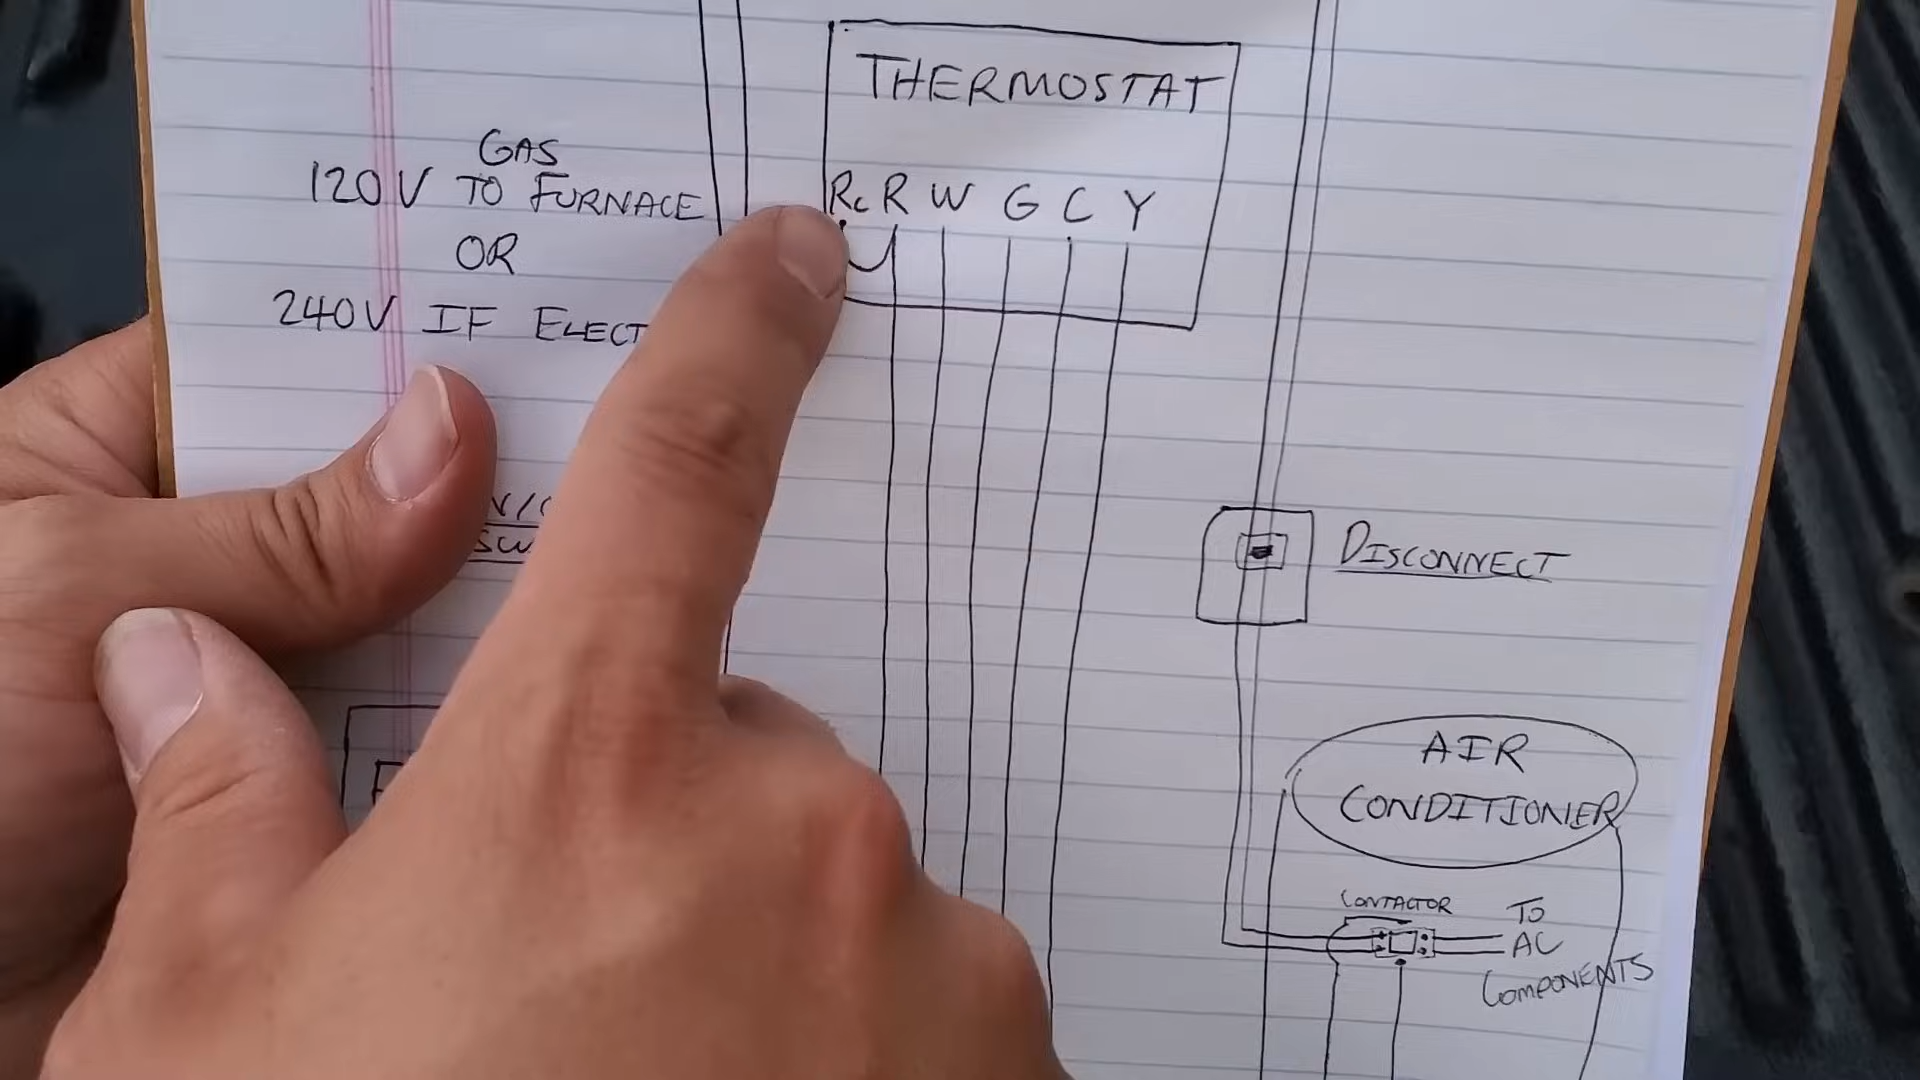 THERMOSTAT
Rc R W G C Y
GAS
120V TO FURNACE
OR
240V IF ELECT
DISCONNECT
AIR
CONDITIONER
CONTACTOR
TO
AC
COMPONENTS